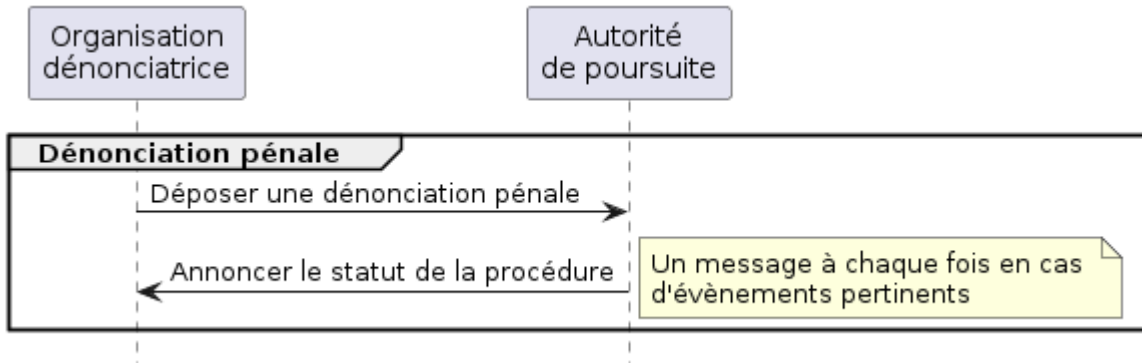 Organisation
dénonciatrice
Autorité
de poursuite
Dénonciation pénale
Déposer une dénonciation pénale
Annoncer le statut de la procédure
Un message à chaque fois en cas
d'évènements pertinents